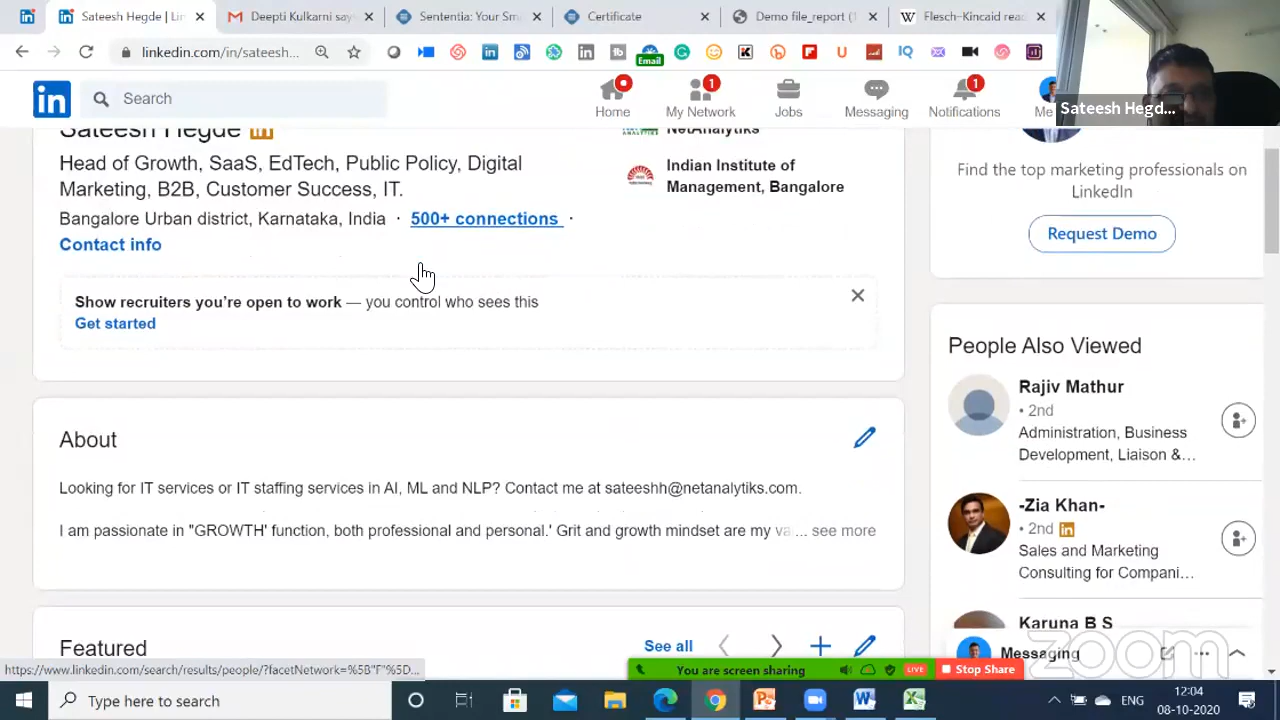 Sateesh Hegde | Lin
Deepti Kulkarni say
Sententia: Your Sm
Certificate
Demo file_report (1
Flesch–Kincaid rea
linkedin.com/in/sateesh...
Email
in
Search
Home
1
My Network
Jobs
Messaging
1
Notifications
Me
Sateesh Hegd...
Sateesh Hegde
NetAnalytiks
Head of Growth, SaaS, EdTech, Public Policy, Digital
Marketing, B2B, Customer Success, IT.
Indian Institute of
Management, Bangalore
Bangalore Urban district, Karnataka, India · 500+ connections ·
Contact info
Find the top marketing professionals on
LinkedIn
Request Demo
Show recruiters you're open to work — you control who sees this
Get started
People Also Viewed
Rajiv Mathur
• 2nd
Administration, Business
Development, Liaison &...
About
Looking for IT services or IT staffing services in AI, ML and NLP? Contact me at sateeshh@netanalytiks.com.
I am passionate in "GROWTH' function, both professional and personal.' Grit and growth mindset are my va... see more
-Zia Khan-
• 2nd
Sales and Marketing
Consulting for Compani...
Karuna B S
Featured
See all
Messaging
zoom
https://www.linkedin.com/search/results/people/?facetNetwork=%5B"F"%5D...
You are screen sharing
LIVE
Stop Share
Type here to search
ENG
12:04
08-10-2020